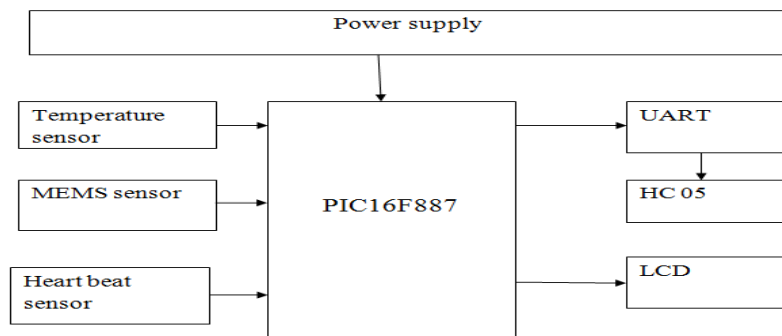 Power supply
Temperature
sensor
MEMS sensor
Heart beat
sensor
PIC16F887
UART
HC 05
LCD